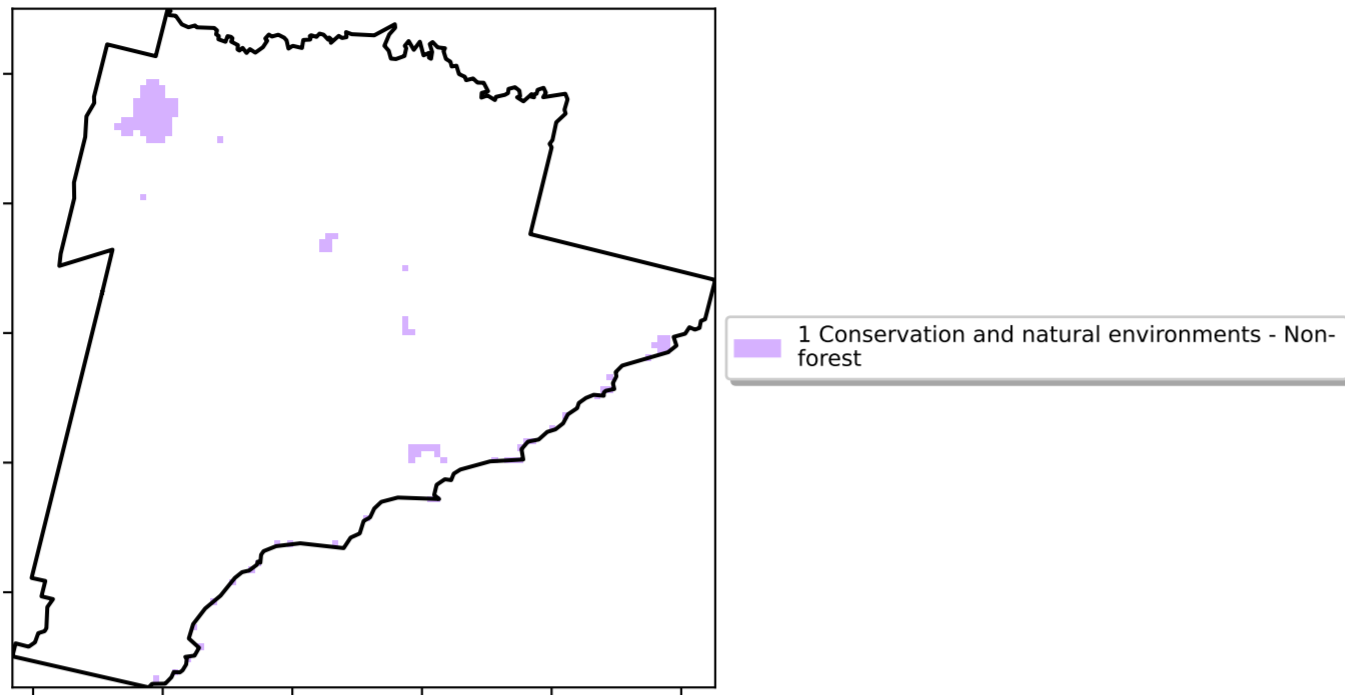 1 Conservation and natural environments - Non-
forest